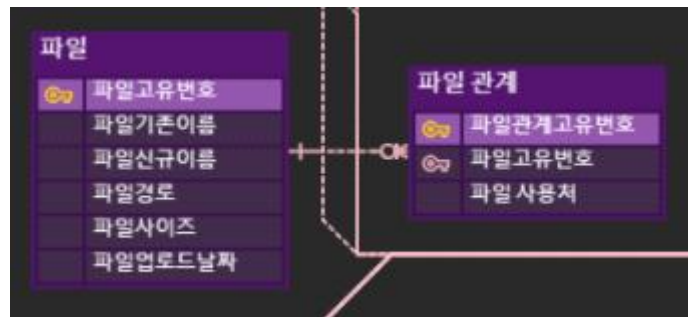 파일
파일고유번호
파일기존이름
파일신규이름
파일경로
파일사이즈
파일업로드날짜
파일 관계
파일관계고유번호
파일고유번호
파일 사용처